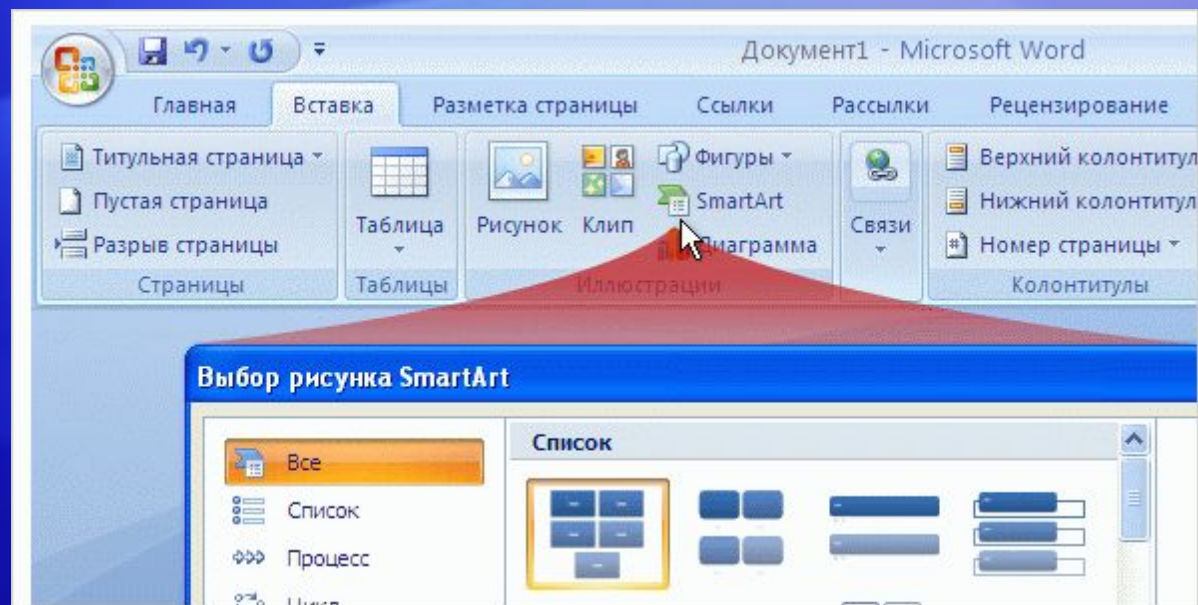 Документ1 - Microsoft Word
Главная Вставка Разметка страницы Ссылки Рассылки Рецензирование
Титульная страница
Пустая страница
Разрыв страницы
Страницы
Таблица
Таблицы
Рисунок Клип
Фигуры
SmartArt
Диаграмма
Иллюстрации
Связи
Верхний колонтитул
Нижний колонтитул
Номер страницы
Колонтитулы
Выбор рисунка SmartArt
Все
Список
Процесс
Цикл
Список